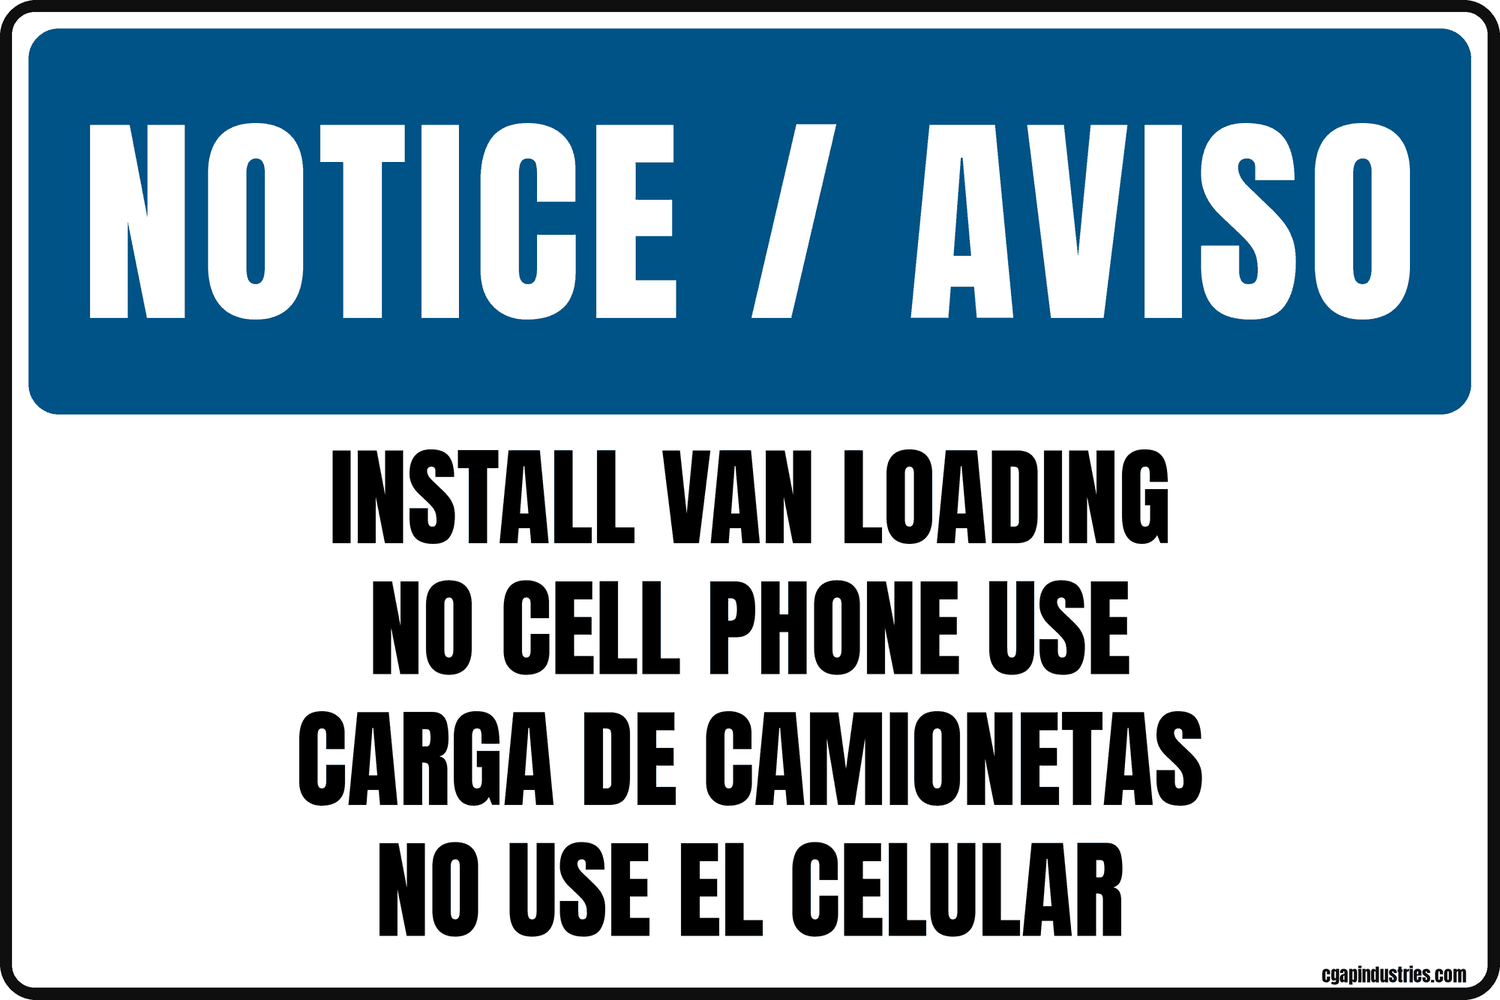 NOTICE / AVISO
INSTALL VAN LOADING
NO CELL PHONE USE
CARGA DE CAMIONETAS
NO USE EL CELULAR
cgapindustries.com